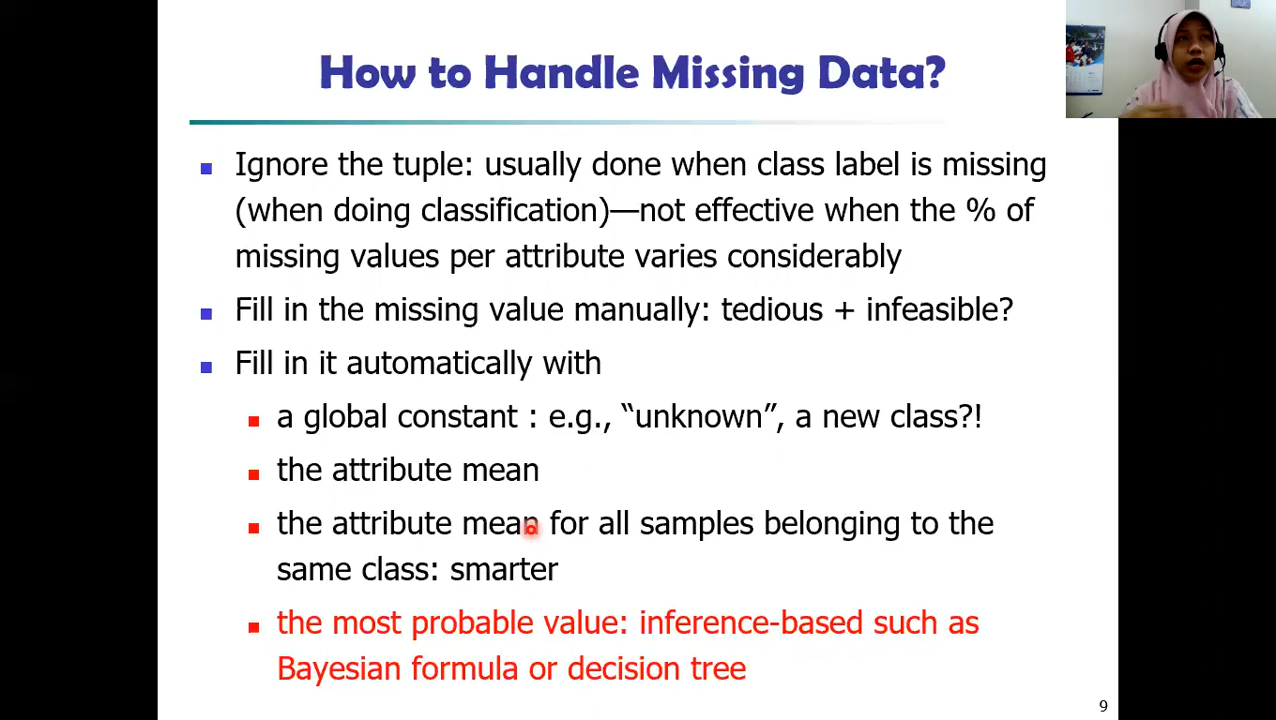 How to Handle Missing Data?
Ignore the tuple: usually done when class label is missing
(when doing classification)—not effective when the % of
missing values per attribute varies considerably
Fill in the missing value manually: tedious + infeasible?
Fill in it automatically with
a global constant : e.g., “unknown”, a new class?!
the attribute mean
the attribute mean for all samples belonging to the
same class: smarter
the most probable value: inference-based such as
Bayesian formula or decision tree
9